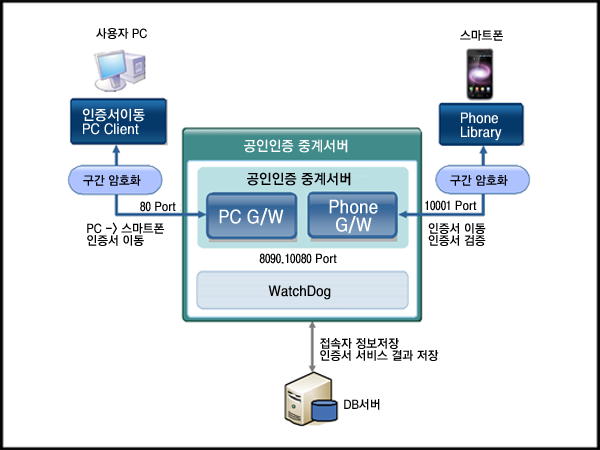 사용자 PC
스마트폰
인증서이동
PC Client
Phone
Library
공인인증 중계서버
구간 암호화
공인인증 중계서버
구간 암호화
80 Port
PC G/W
Phone
G/W
10001 Port
PC -> 스마트폰
인증서 이동
인증서 이동
인증서 검증
8090.10080 Port
WatchDog
접속자 정보저장
인증서 서비스 결과 저장
DB서버